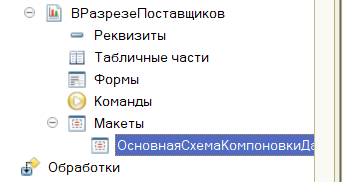 ВРазрезеПоставщиков
Реквизиты
Табличные части
Формы
Команды
Макеты
ОсновнаяСхемаКомпоновкиДа
Обработки